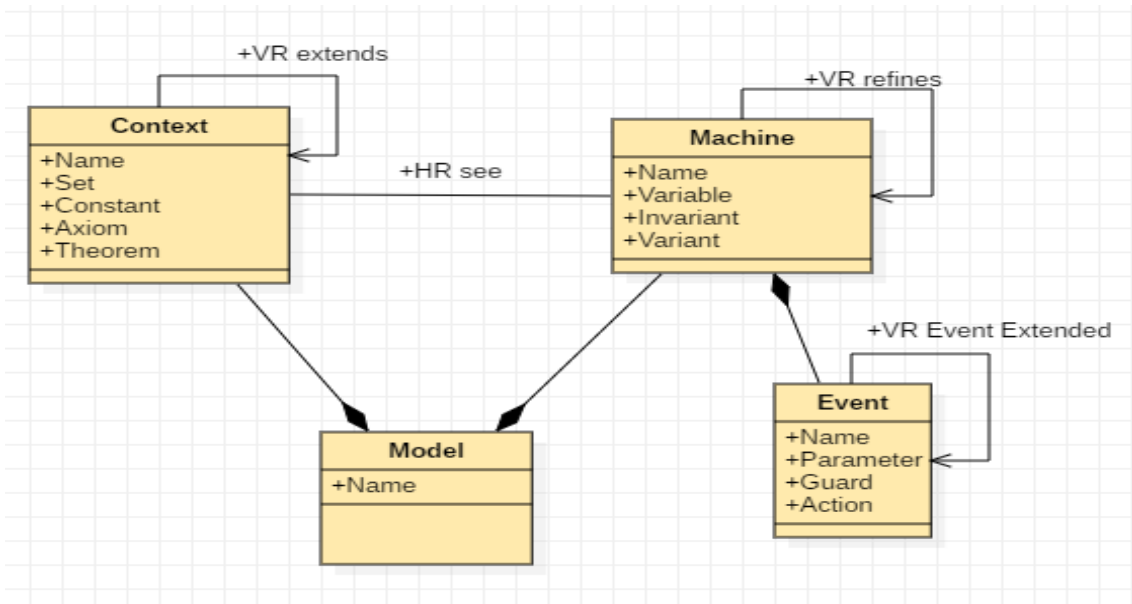 +VR extends
Context
+Name
+Set
+Constant
+Axiom
+Theorem
+HR see
+VR refines
Machine
+Name
+Variable
+Invariant
+Variant
Model
+Name
+VR Event Extended
Event
+Name
+Parameter
+Guard
+Action